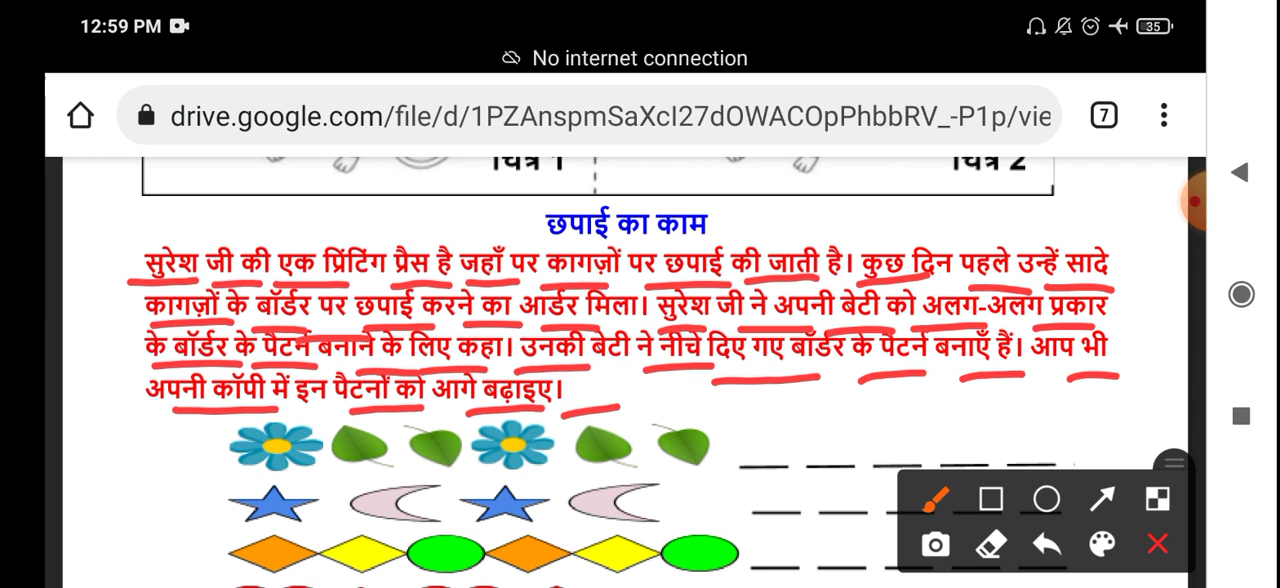 12:59 PM 35
No internet connection
drive.google.com/file/d/1PZAnspmSaXcI27dOWACOpPhbbRV_-P1p/vie 7
चित्र 1 चित्र 2
छपाई का काम
सुरेश जी की एक प्रिंटिंग प्रैस है जहाँ पर कागज़ों पर छपाई की जाती है। कुछ दिन पहले उन्हें सादे
कागज़ों के बॉर्डर पर छपाई करने का आर्डर मिला। सुरेश जी ने अपनी बेटी को अलग-अलग प्रकार
के बॉर्डर के पैटर्न बनाने के लिए कहा। उनकी बेटी ने नीचे दिए गए बॉर्डर के पैटर्न बनाएँ हैं। आप भी
अपनी कॉपी में इन पैटर्नों को आगे बढ़ाइए।